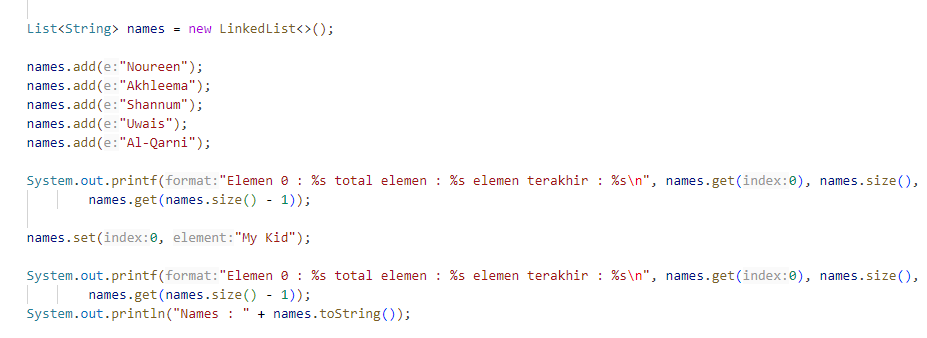 List<String> names = new LinkedList<>();
names.add(e:"Noureen");
names.add(e:"Akhleema");
names.add(e:"Shannum");
names.add(e:"Uwais");
names.add(e:"Al-Qarni");
System.out.printf(format:"Elemen 0 : %s total elemen : %s elemen terakhir : %s\n", names.get(index:0), names.size(),
names.get(names.size() - 1));
names.set(index:0, element:"My Kid");
System.out.printf(format:"Elemen 0 : %s total elemen : %s elemen terakhir : %s\n", names.get(index:0), names.size(),
names.get(names.size() - 1));
System.out.println("Names : " + names.toString());